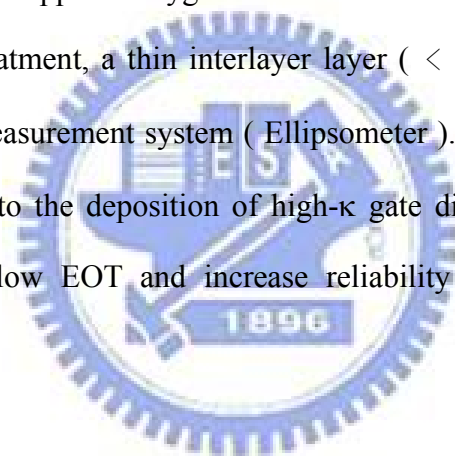 atment, a thin interlayer layer ( <
easurement system ( Ellipsometer ).
E S
to the deposition of high-κ gate di
low EOT and increase reliability
1896